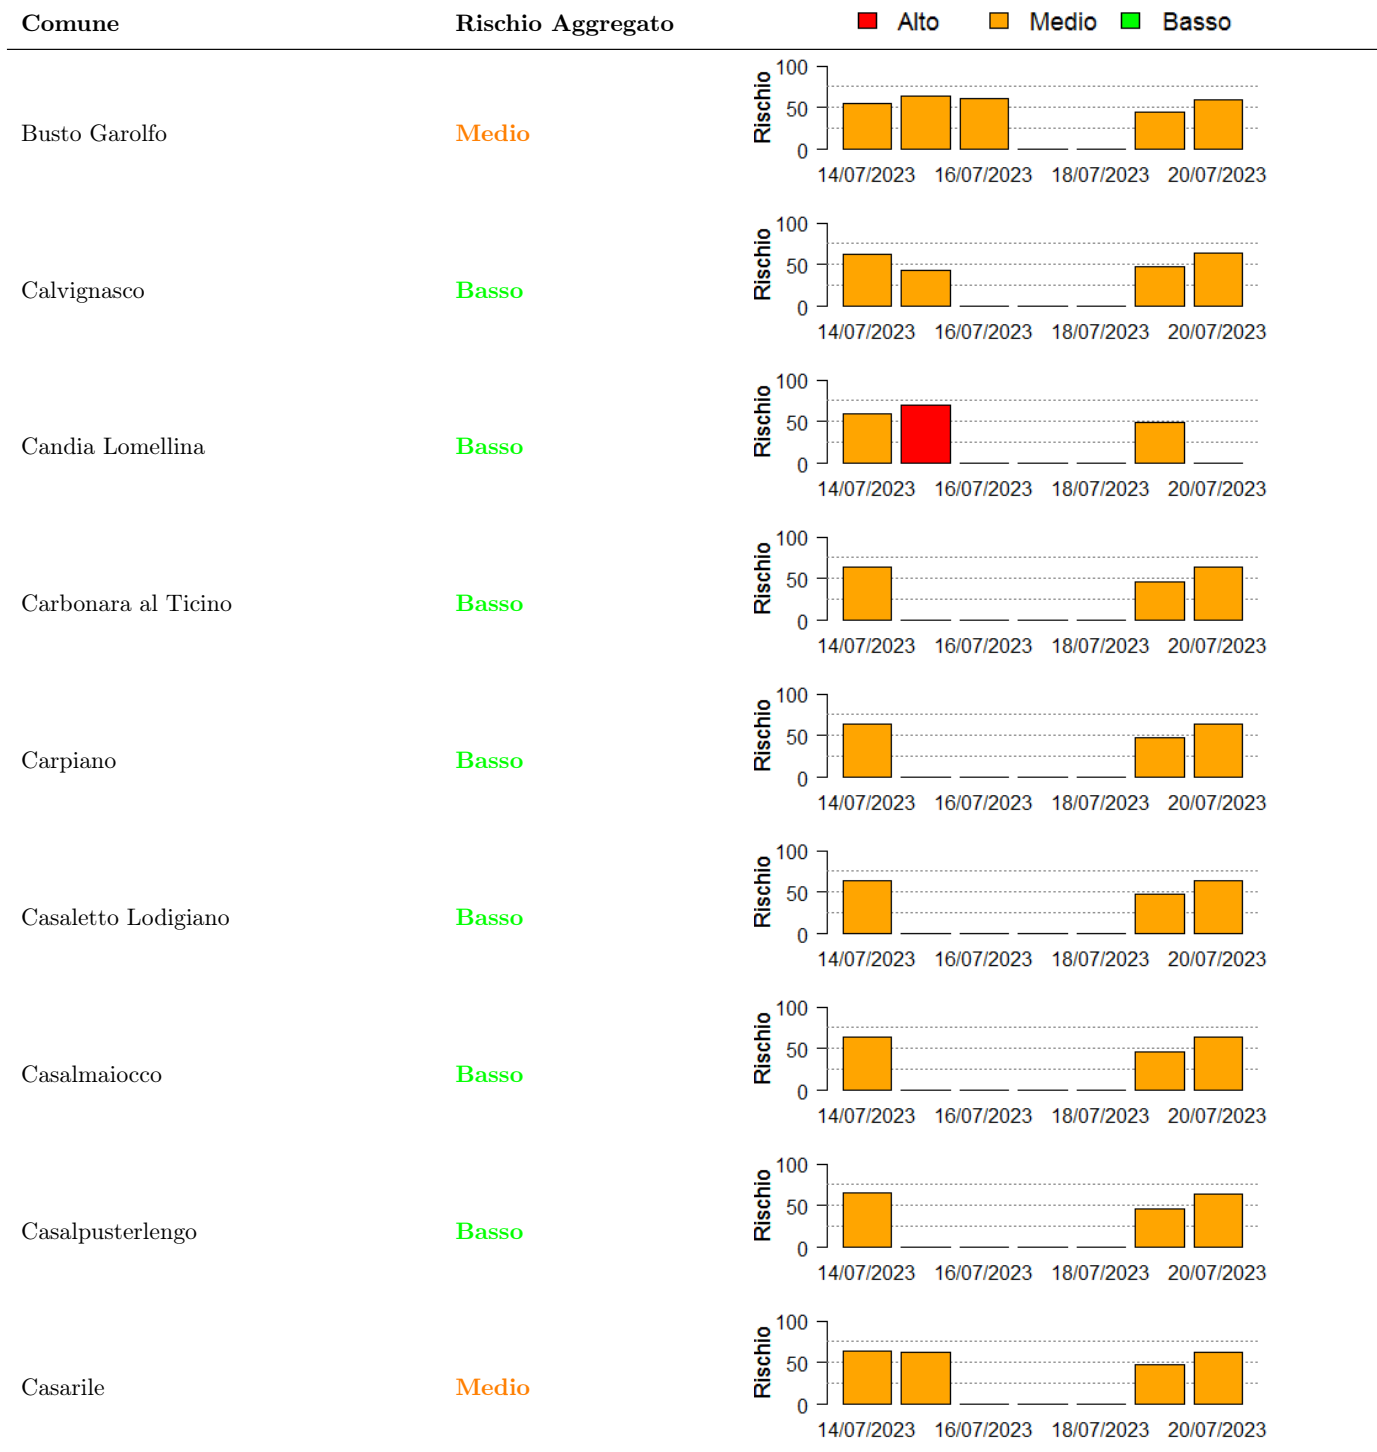 Comune Rischio Aggregato Alto Medio Basso
Busto Garolfo Medio
Rischio
100
50
0
14/07/2023 16/07/2023 18/07/2023 20/07/2023
Calvignasco Basso
Rischio
100
50
0
14/07/2023 16/07/2023 18/07/2023 20/07/2023
Candia Lomellina Basso
Rischio
100
50
0
14/07/2023 16/07/2023 18/07/2023 20/07/2023
Carbonara al Ticino Basso
Rischio
100
50
0
14/07/2023 16/07/2023 18/07/2023 20/07/2023
Carpiano Basso
Rischio
100
50
0
14/07/2023 16/07/2023 18/07/2023 20/07/2023
Casaletto Lodigiano Basso
Rischio
100
50
0
14/07/2023 16/07/2023 18/07/2023 20/07/2023
Casalmaiocco Basso
Rischio
100
50
0
14/07/2023 16/07/2023 18/07/2023 20/07/2023
Casalpusterlengo Basso
Rischio
100
50
0
14/07/2023 16/07/2023 18/07/2023 20/07/2023
Casarile Medio
Rischio
100
50
0
14/07/2023 16/07/2023 18/07/2023 20/07/2023